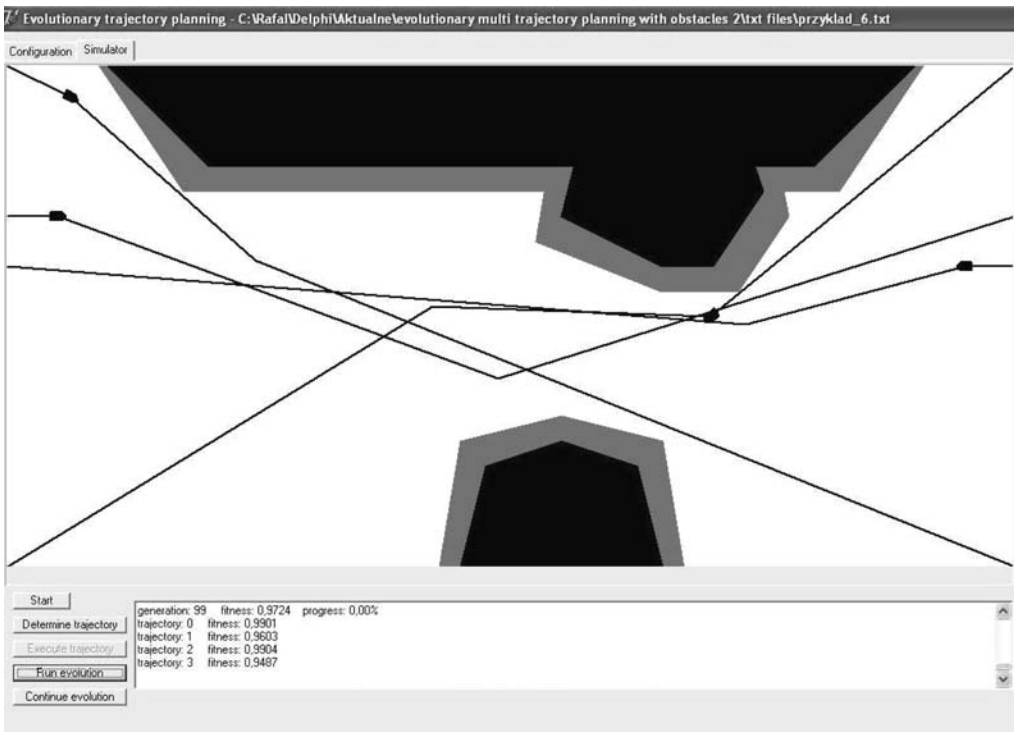 Evolutionary trajectory planning - C:\Rafal\Delphi\Aktualne\evolutionary multi trajectory planning with obstacles 2\txt files\przyklad_6.txt
Configuration Simulator
Start
Determine trajectory
Execute trajectory
Run evolution
Continue evolution
generation: 99 fitness: 0,9724 progress: 0,00%
trajectory: 0 fitness: 0,9901
trajectory: 1 fitness: 0,9603
trajectory: 2 fitness: 0,9904
trajectory: 3 fitness: 0,9487